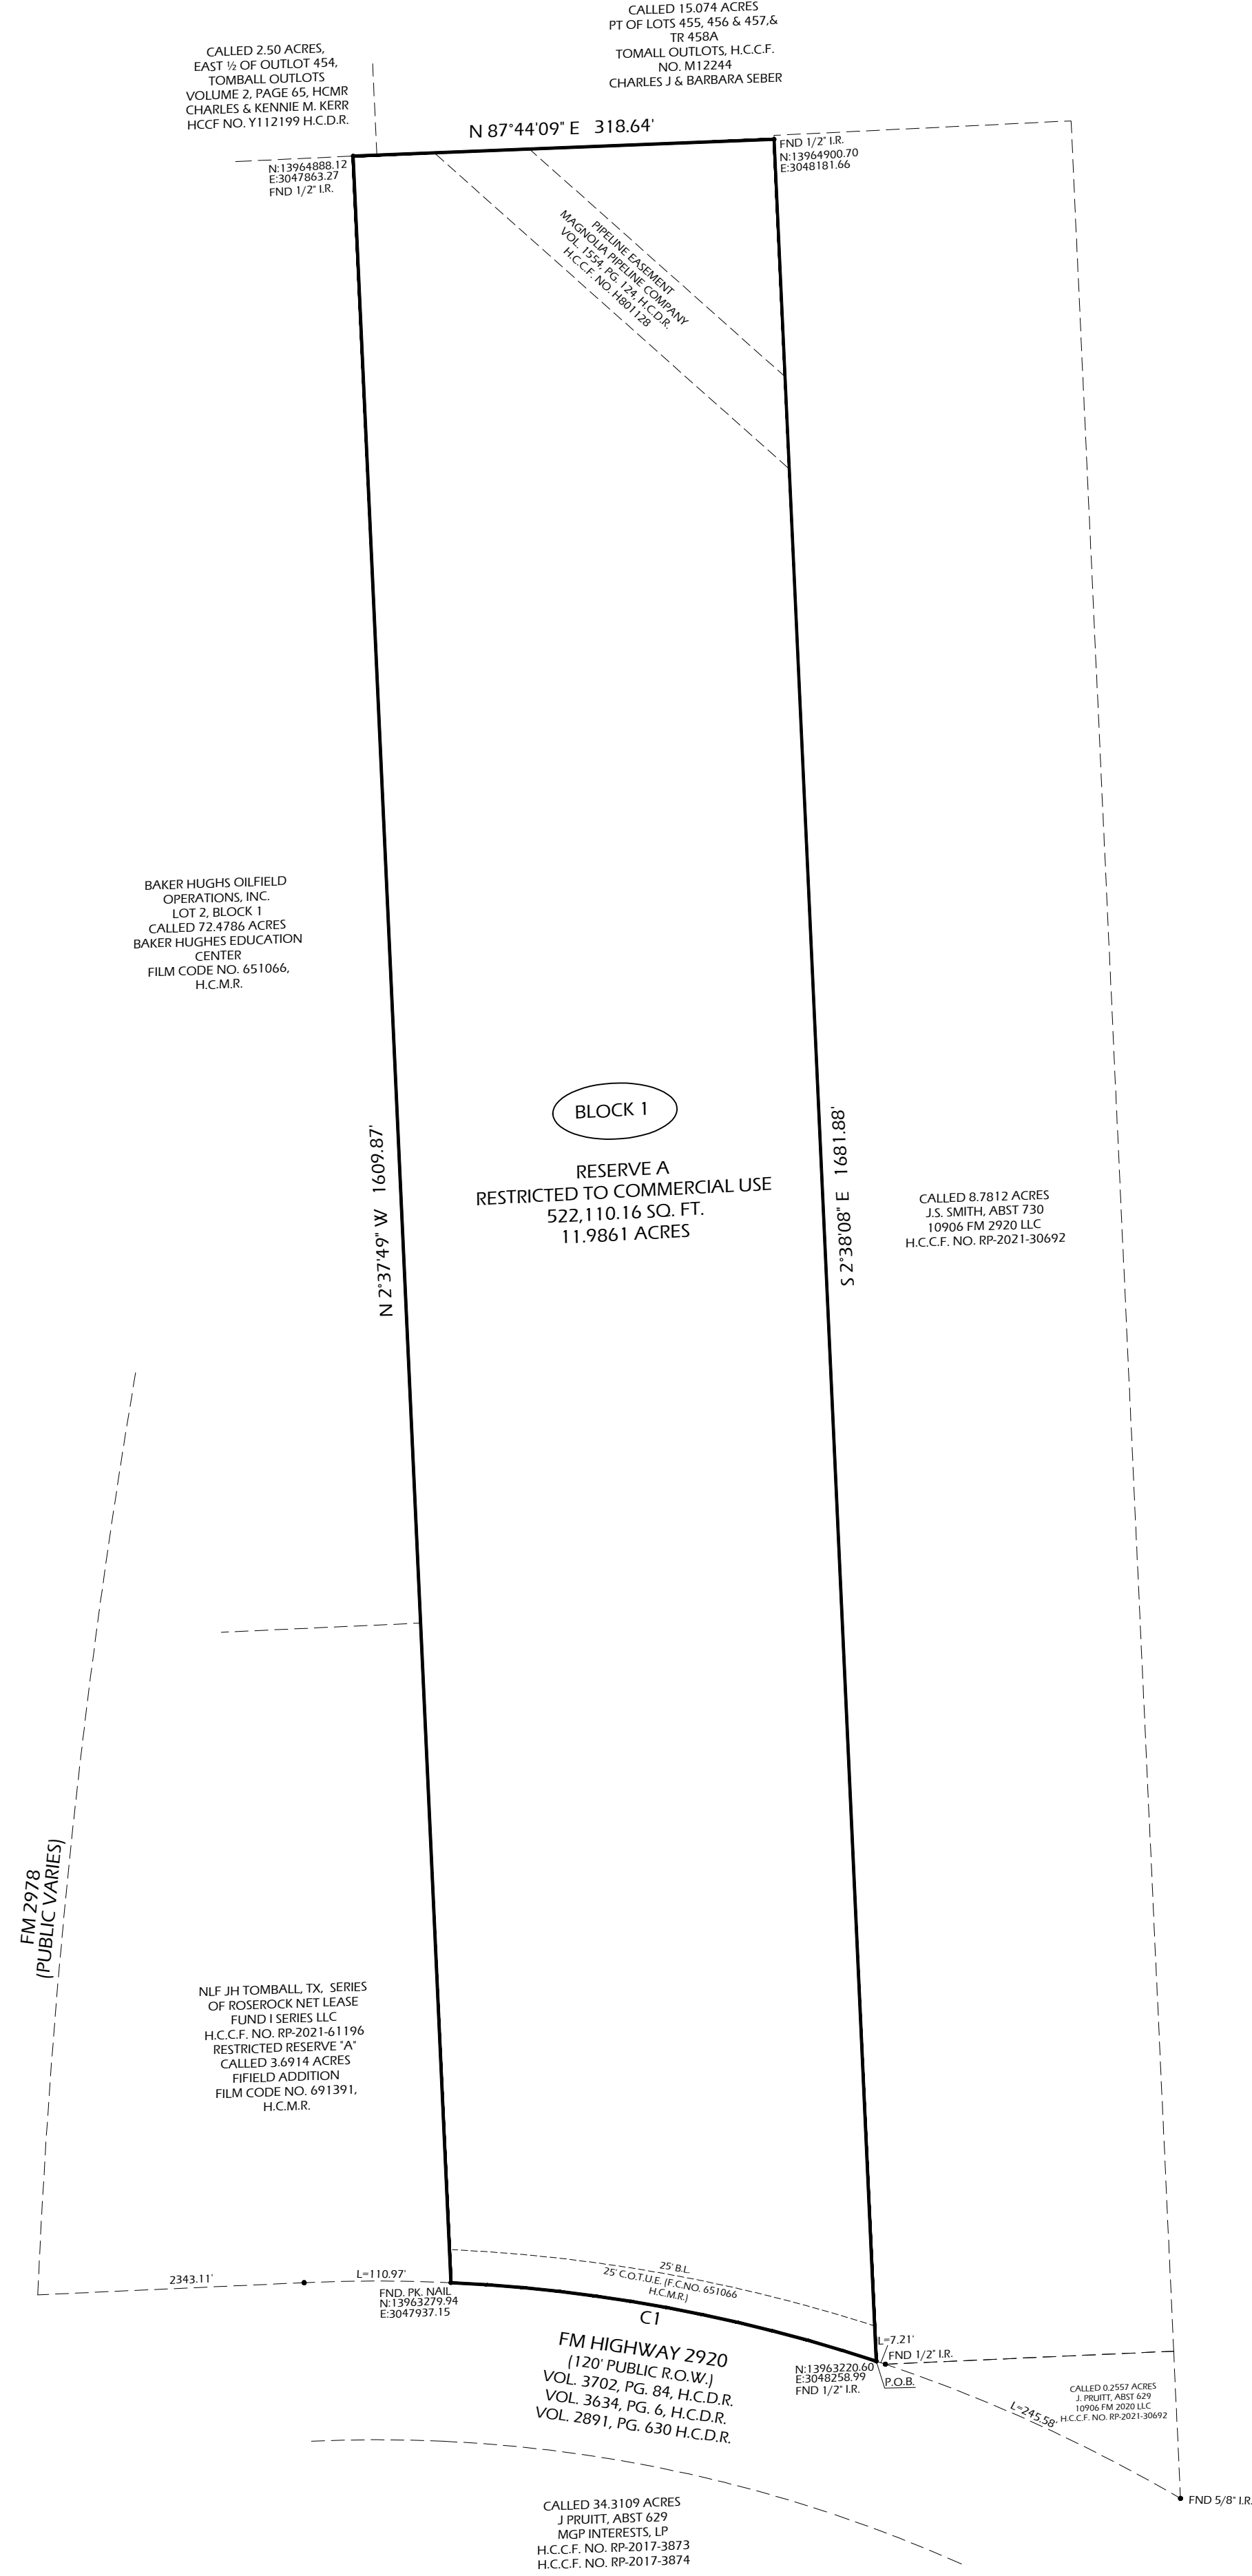 CALLED 15.074 ACRES
PT OF LOTS 455, 456 & 457,&
TR 458A
TOMALL OUTLOTS, H.C.C.F.
NO. M12244
CHARLES J & BARBARA SEBER
CALLED 2.50 ACRES,
EAST ½ OF OUTLOT 454,
TOMBALL OUTLOTS
VOLUME 2, PAGE 65, HCMR
CHARLES & KENNIE M. KERR
HCCF NO. Y112199 H.C.D.R.
N 87°44'09" E 318.64'
N:13964888.12
E:3047863.27
FND 1/2" I.R.
FND 1/2" I.R.
N:13964900.70
E:3048181.66
PIPELINE EASEMENT
MAGNOLIA PIPELINE COMPANY
VOL. 1554, PG. 124, H.C.D.R.
H.C.C.F. NO. H801128
BAKER HUGHS OILFIELD
OPERATIONS, INC.
LOT 2, BLOCK 1
CALLED 72.4786 ACRES
BAKER HUGHES EDUCATION
CENTER
FILM CODE NO. 651066,
H.C.M.R.
N 2°37'49" W 1609.87'
BLOCK 1
RESERVE A
RESTRICTED TO COMMERCIAL USE
522,110.16 SQ. FT.
11.9861 ACRES
S 2°38'08" E 1681.88'
CALLED 8.7812 ACRES
J.S. SMITH, ABST 730
10906 FM 2920 LLC
H.C.C.F. NO. RP-2021-30692
FM 2978
(PUBLIC VARIES)
NLF JH TOMBALL, TX, SERIES
OF ROSEROCK NET LEASE
FUND I SERIES LLC
H.C.C.F. NO. RP-2021-61196
RESTRICTED RESERVE "A"
CALLED 3.6914 ACRES
FIFIELD ADDITION
FILM CODE NO. 691391,
H.C.M.R.
2343.11'
L=110.97'
FND. PK. NAIL
N:13963279.94
E:3047937.15
25' B.L.
25' C.O.T.U.E. (F.C.NO. 651066
H.C.M.R.)
C1
FM HIGHWAY 2920
(120' PUBLIC R.O.W.)
VOL. 3702, PG. 84, H.C.D.R.
VOL. 3634, PG. 6, H.C.D.R.
VOL. 2891, PG. 630 H.C.D.R.
L=7.21'
FND 1/2" I.R.
N:13963220.60
E:3048258.99
FND 1/2" I.R.
P.O.B.
L=245.58'
CALLED 0.2557 ACRES
J. PRUITT, ABST 629
10906 FM 2020 LLC
H.C.C.F. NO. RP-2021-30692
FND 5/8" I.R.
CALLED 34.3109 ACRES
J PRUITT, ABST 629
MGP INTERESTS, LP
H.C.C.F. NO. RP-2017-3873
H.C.C.F. NO. RP-2017-3874